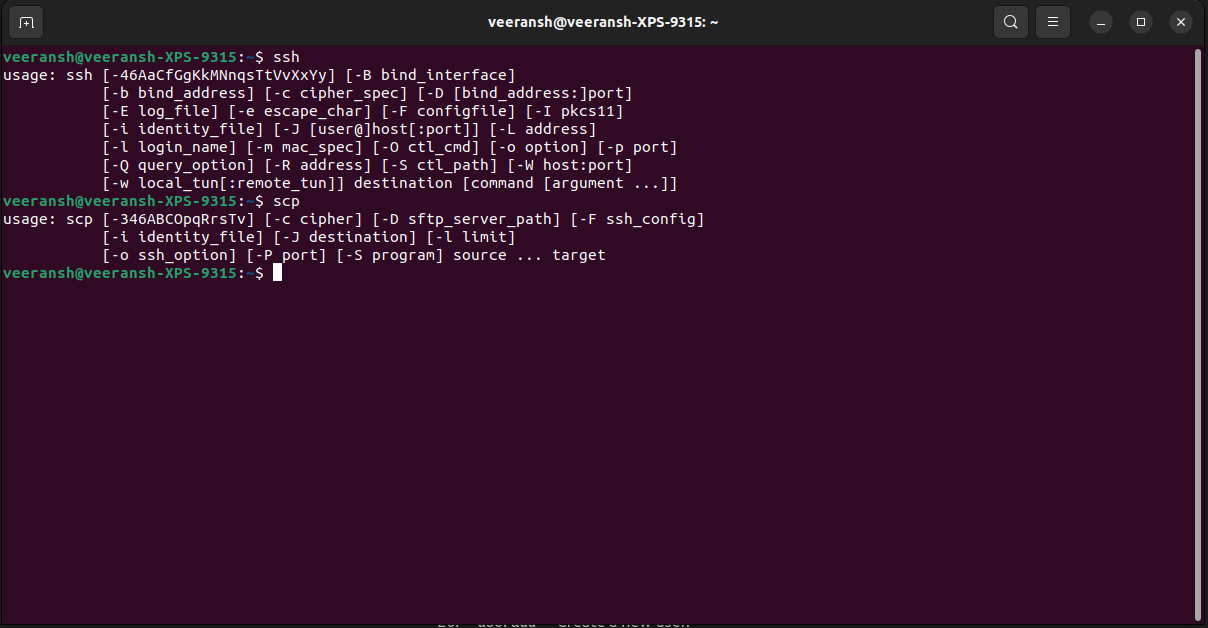 veeransh@veeransh-XPS-9315: ~
veeransh@veeransh-XPS-9315:~$ ssh
usage: ssh [-46AaCfGgKkMNnqsTtVvXxYy] [-B bind_interface]
           [-b bind_address] [-c cipher_spec] [-D [bind_address:]port]
           [-E log_file] [-e escape_char] [-F configfile] [-I pkcs11]
           [-i identity_file] [-J [user@]host[:port]] [-L address]
           [-l login_name] [-m mac_spec] [-O ctl_cmd] [-o option] [-p port]
           [-Q query_option] [-R address] [-S ctl_path] [-W host:port]
           [-w local_tun[:remote_tun]] destination [command [argument ...]]
veeransh@veeransh-XPS-9315:~$ scp
usage: scp [-346ABCOpqRrsTv] [-c cipher] [-D sftp_server_path] [-F ssh_config]
           [-i identity_file] [-J destination] [-l limit]
           [-o ssh_option] [-P port] [-S program] source ... target
veeransh@veeransh-XPS-9315:~$